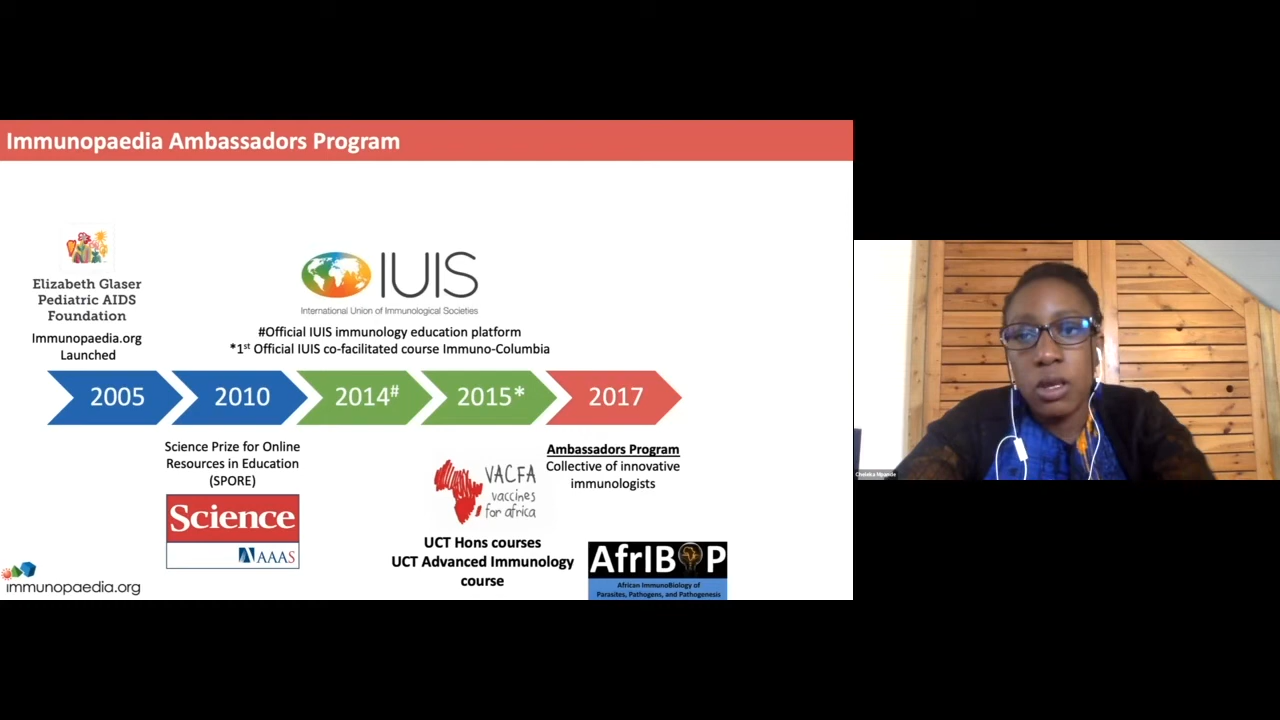 Immunopaedia Ambassadors Program
Elizabeth Glaser
Pediatric AIDS
Foundation
Immunopaedia.org
Launched
IUIS
International Union of Immunological Societies
#Official IUIS immunology education platform
*1st Official IUIS co-facilitated course Immuno-Columbia
2005
2010
2014#
2015*
2017
Science Prize for Online
Resources in Education
(SPORE)
Science
AAAS
VACFA
vaccines
for africa
UCT Hons courses
UCT Advanced Immunology
course
Ambassadors Program
Collective of innovative
immunologists
AfrIBOP
African ImmunoBiology of
Parasites, Pathogens, and Pathogenesis
immunopaedia.org
Cheleka Mpande